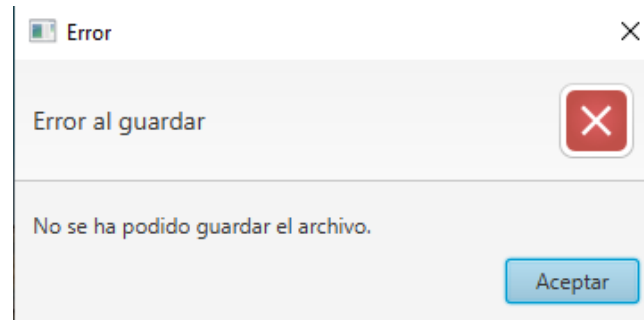 Error
Error al guardar
No se ha podido guardar el archivo.
Aceptar